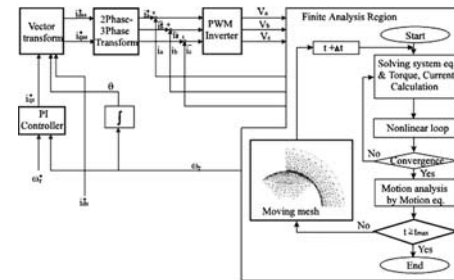 Finite Analysis Region
Vector
transform
2Phase-
3Phase
Transform
PWM
Inverter
Va
Vb
Vc
Start
t +Δt
Solving system eq
& Torque, Current
Calculation
θ
∫
PI
Controller
Nonlinear loop
No
Convergence
Yes
Motion analysis
by Motion eq.
Moving mesh
No
t ≥ tmax
Yes
End